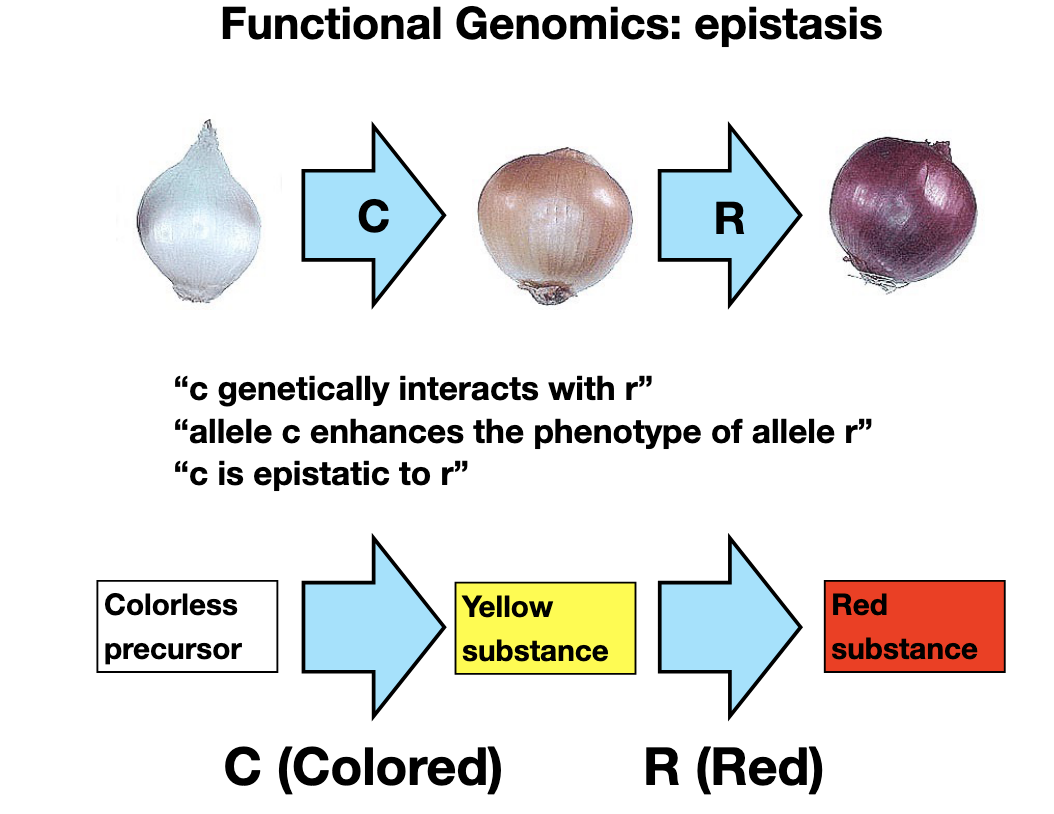 Functional Genomics: epistasis
C
R
“c genetically interacts with r”
“allele c enhances the phenotype of allele r”
“c is epistatic to r”
Colorless
precursor
Yellow
substance
Red
substance
C (Colored)
R (Red)